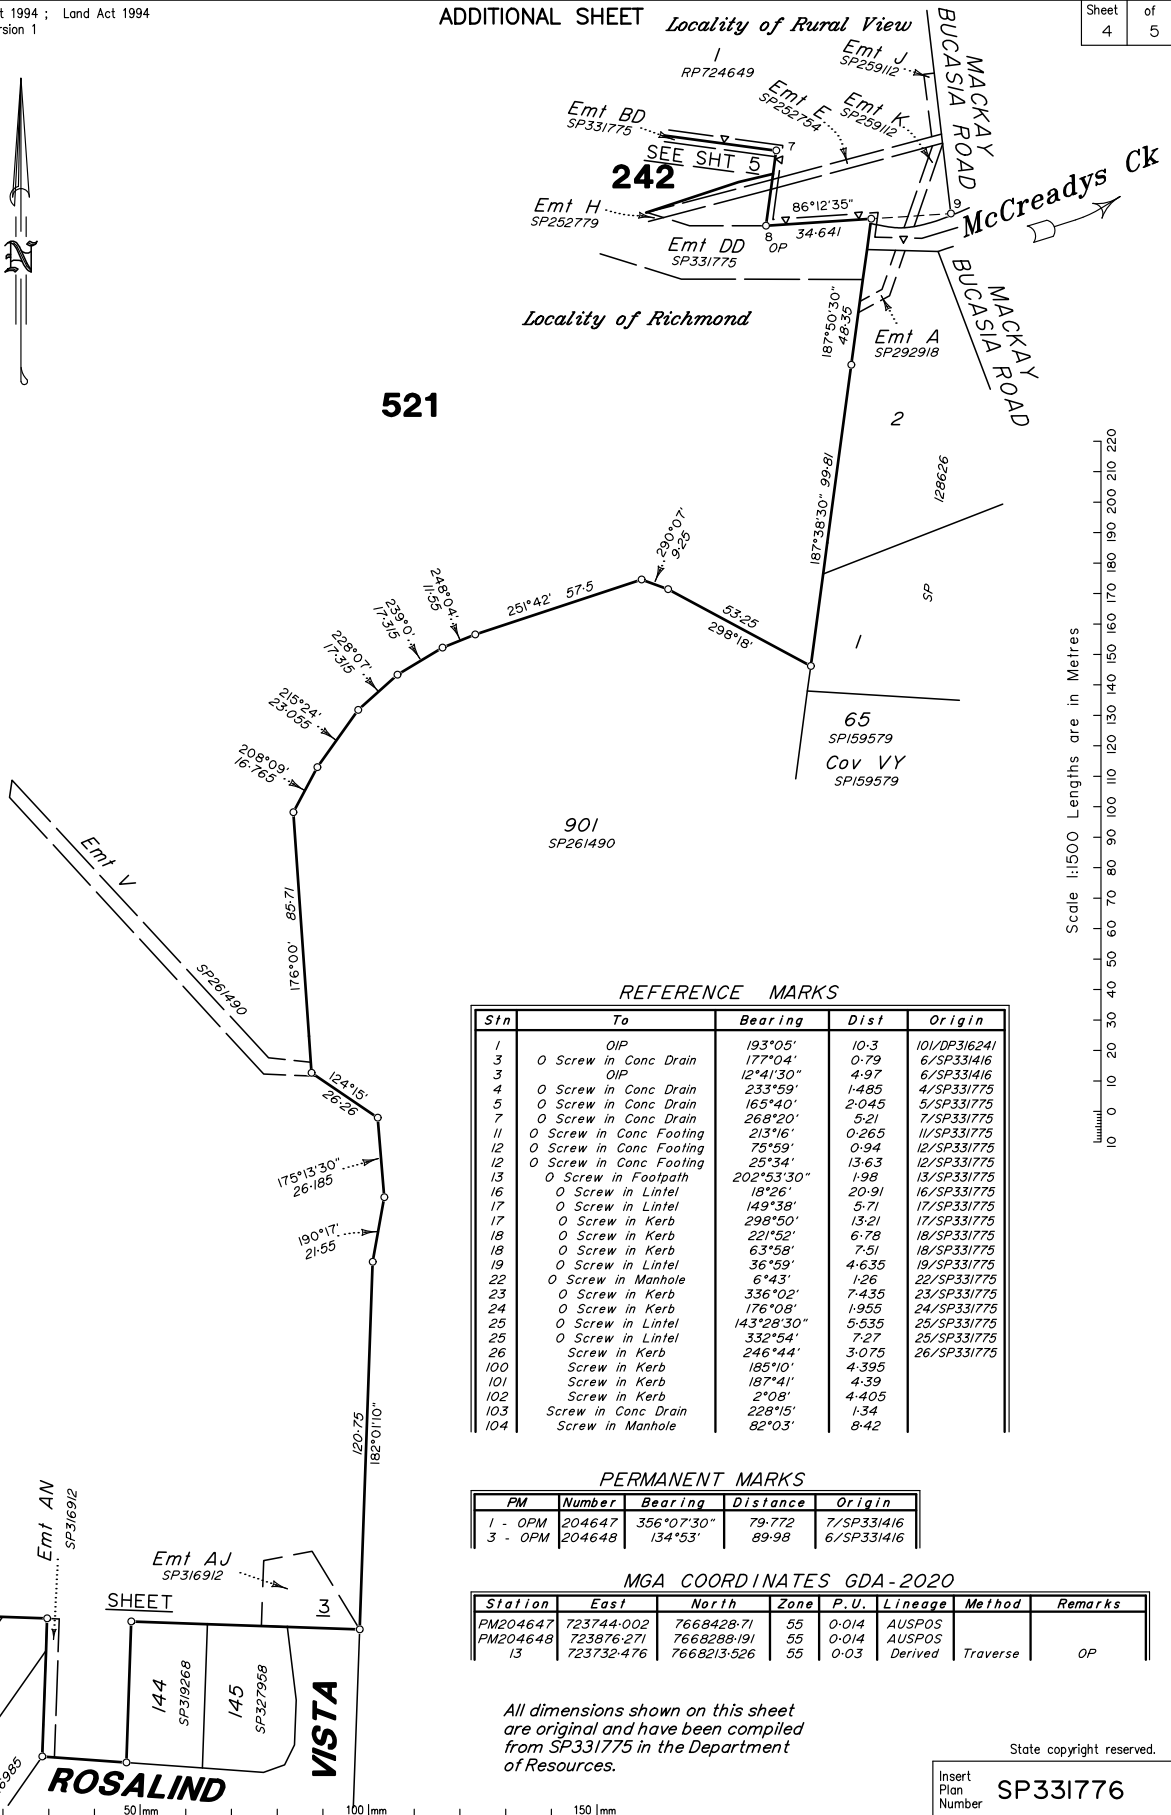 t 1994 ; Land Act 1994
rsion 1
ADDITIONAL SHEET
Sheet of
4 5
Locality of Rural View
1
RP724649
Emt J
SP259112
MACKAY
BUCASIA ROAD
Emt E
SP252754
Emt K
SP259112
Emt BD
SP331775
7
SEE SHT 5
242
Emt H
SP252779
86°12'35"
34·641
8
OP
9
McCreadys Ck
Emt DD
SP331775
N
Locality of Richmond
187°50'30"
48·35
Emt A
SP292918
MACKAY
BUCASIA ROAD
521
2
128626
SP
187°38'30" 99·81
1
290°07'
9·25
251°42' 57·5
53·25
298°18'
248°04'
11·55
239°0'
17·315
228°07'
17·315
215°24'
23·055
208°09'
16·765
65
SP159579
Cov VY
SP159579
901
SP261490
Scale 1:1500 Lengths are in Metres
220
210
200
190
180
170
160
150
140
130
120
110
100
90
80
70
60
50
40
30
20
10
0
10
Emt V
SP261490
176°00' 85·71
124°15'
26·26
175°13'30"
26·185
190°17'
21·55
120·75
182°01'10"
REFERENCE MARKS
Stn To Bearing Dist Origin
1 OIP 193°05' 10·3 101/DP316241
3 O Screw in Conc Drain 177°04' 0·79 6/SP331416
3 OIP 12°41'30" 4·97 6/SP331416
4 O Screw in Conc Drain 233°59' 1·485 4/SP331775
5 O Screw in Conc Drain 165°40' 2·045 5/SP331775
7 O Screw in Conc Drain 268°20' 5·21 7/SP331775
11 O Screw in Conc Footing 213°16' 0·265 11/SP331775
12 O Screw in Conc Footing 75°59' 0·94 12/SP331775
12 O Screw in Conc Footing 25°34' 13·63 12/SP331775
13 O Screw in Footpath 202°53'30" 1·98 13/SP331775
16 O Screw in Lintel 18°26' 20·91 16/SP331775
17 O Screw in Lintel 149°38' 5·71 17/SP331775
17 O Screw in Kerb 298°50' 13·21 17/SP331775
18 O Screw in Kerb 221°52' 6·78 18/SP331775
18 O Screw in Kerb 63°58' 7·51 18/SP331775
19 O Screw in Lintel 36°59' 4·635 19/SP331775
22 O Screw in Manhole 6°43' 1·26 22/SP331775
23 O Screw in Kerb 336°02' 7·435 23/SP331775
24 O Screw in Kerb 176°08' 1·955 24/SP331775
25 O Screw in Lintel 143°28'30" 5·535 25/SP331775
25 O Screw in Lintel 332°54' 7·27 25/SP331775
26 Screw in Kerb 246°44' 3·075 26/SP331775
100 Screw in Kerb 185°10' 4·395
101 Screw in Kerb 187°41' 4·39
102 Screw in Kerb 2°08' 4·405
103 Screw in Conc Drain 228°15' 1·34
104 Screw in Manhole 82°03' 8·42
PERMANENT MARKS
PM Number Bearing Distance Origin
1 - OPM 204647 356°07'30" 79·772 7/SP331416
3 - OPM 204648 134°53' 89·98 6/SP331416
MGA COORDINATES GDA-2020
Station East North Zone P.U. Lineage Method Remarks
PM204647 723744·002 7668428·71 55 0·014 AUSPOS
PM204648 723876·271 7668288·191 55 0·014 AUSPOS
13 723732·476 7668213·526 55 0·03 Derived Traverse OP
Emt AN
SP316912
Emt AJ
SP316912
SHEET 3
144
SP319268
145
SP327958
VISTA
ROSALIND
6985
All dimensions shown on this sheet
are original and have been compiled
from SP331775 in the Department
of Resources.
State copyright reserved.
Insert
Plan
Number
SP331776
50 mm 100 mm 150 mm